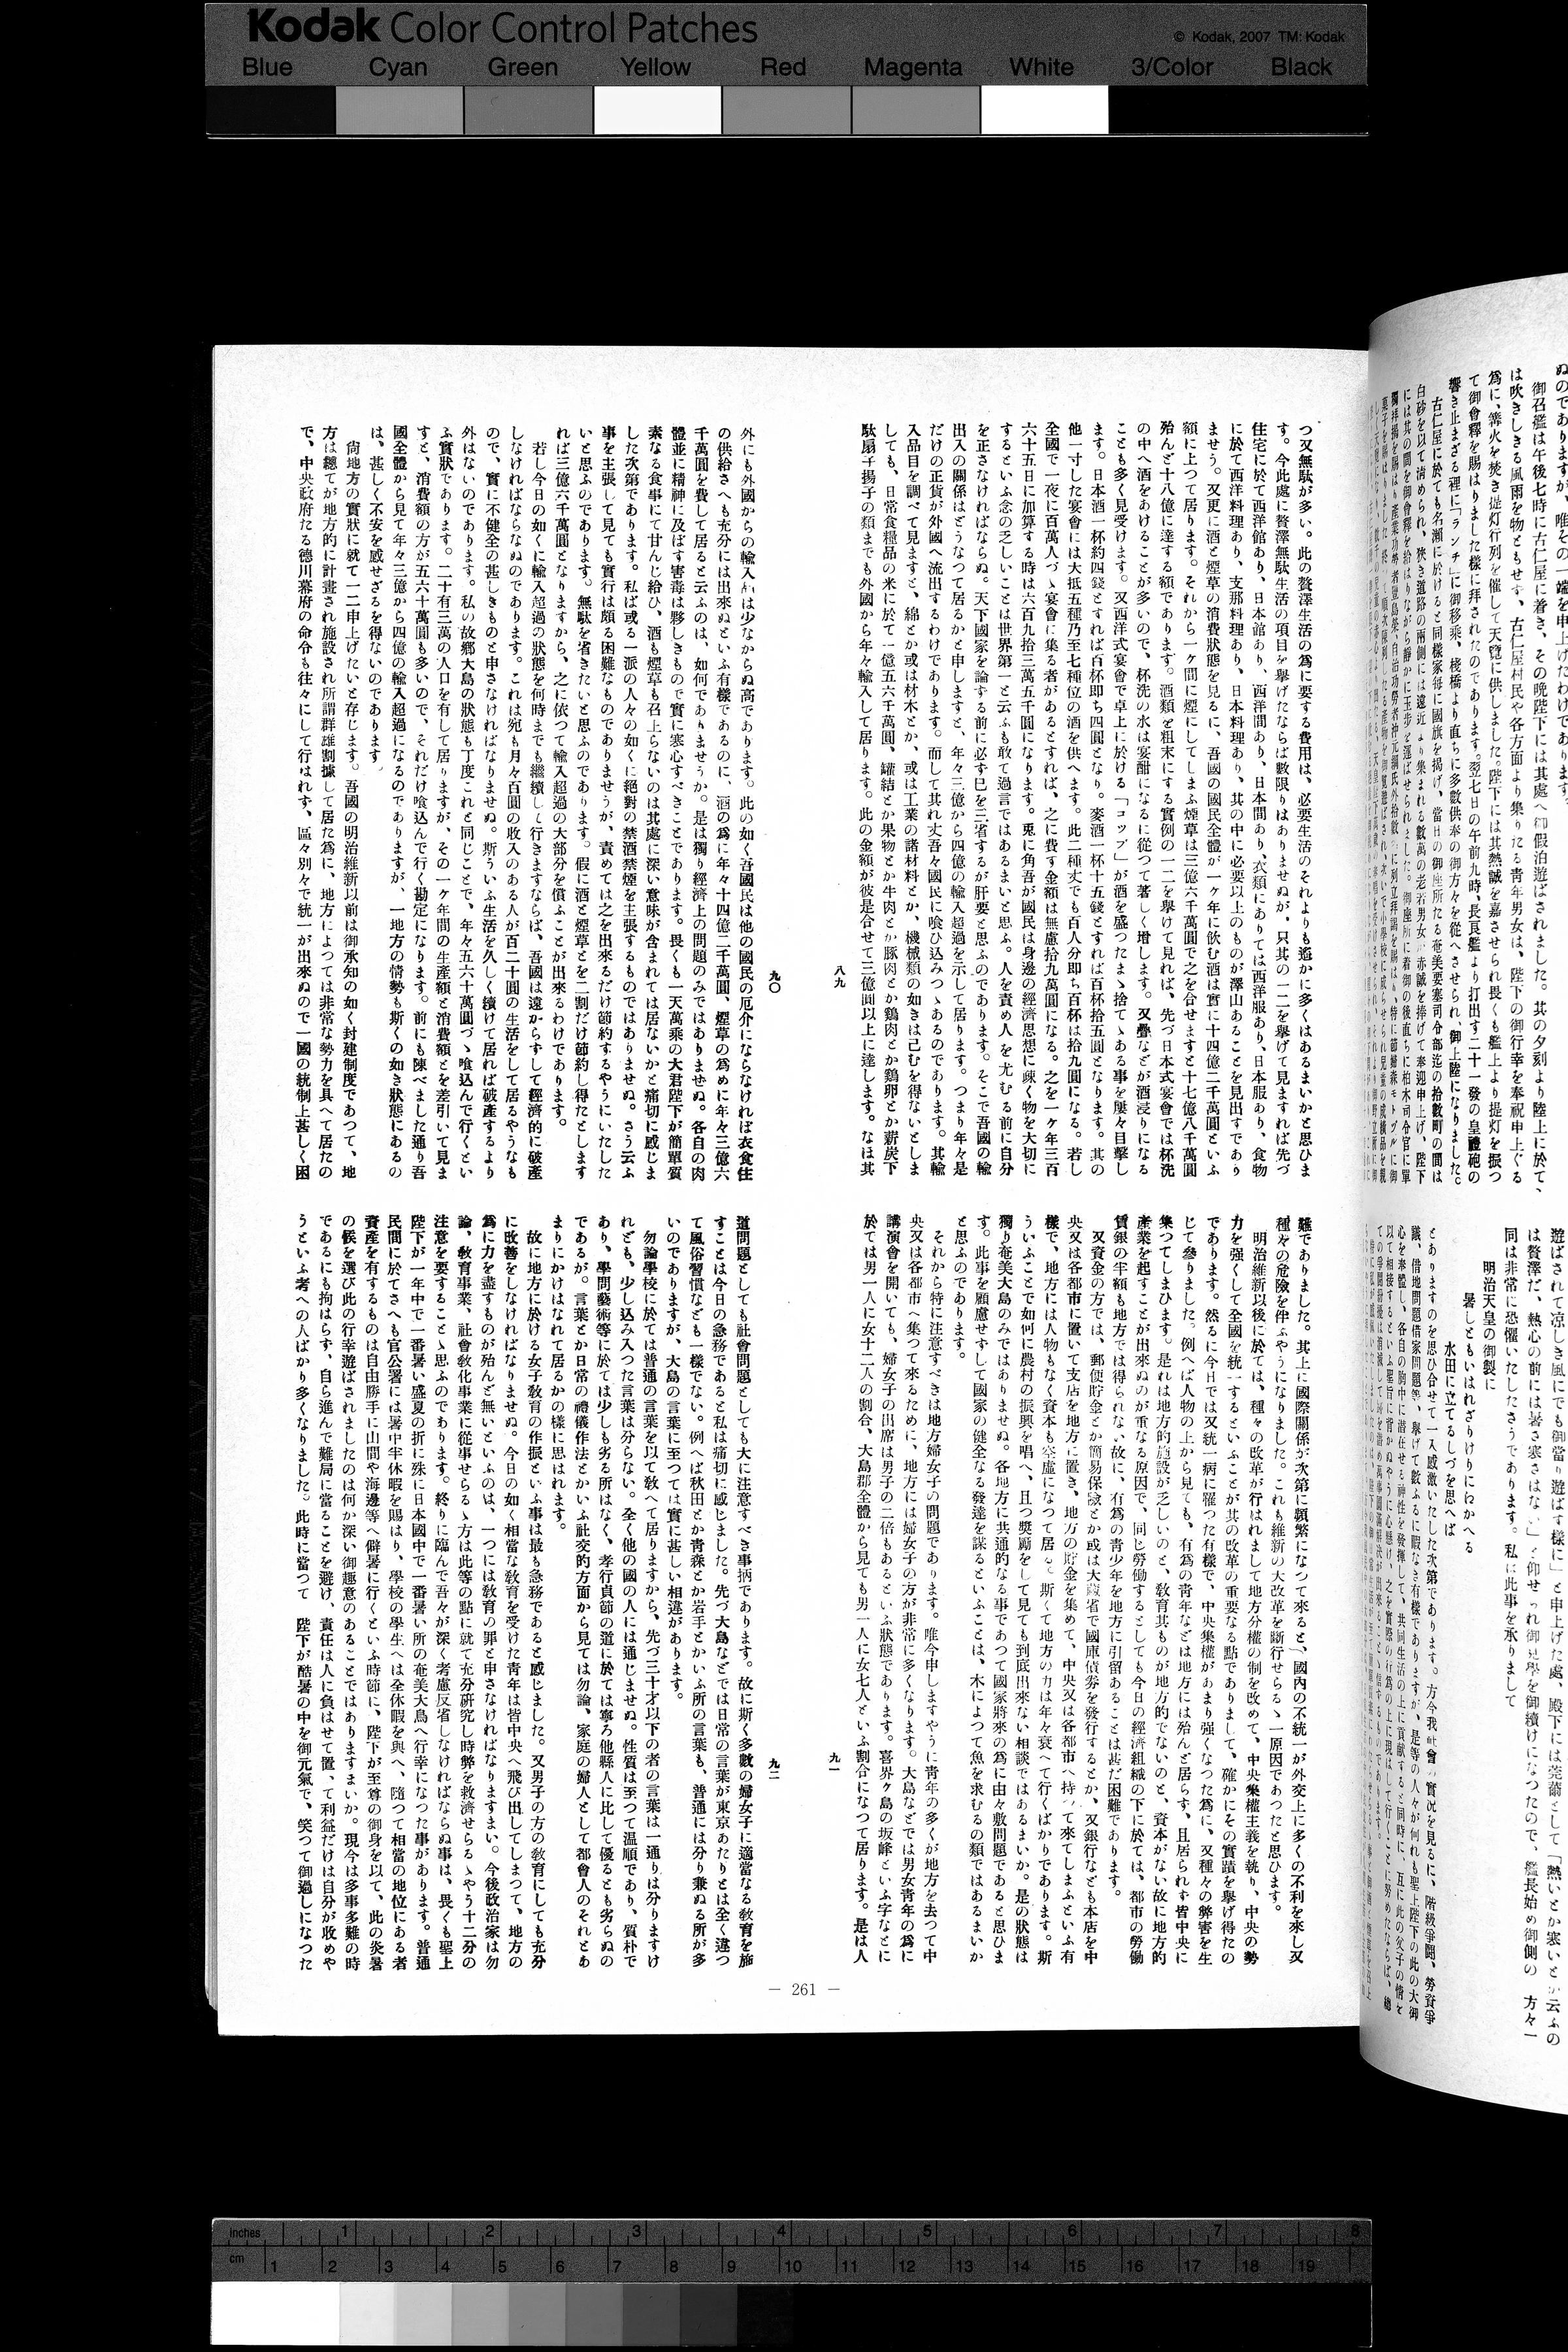 Kodak Color Control Patches
© Kodak, 2007 TM: Kodak
Blue Cyan Green Yellow Red Magenta White 3/Color Black
つ又無駄が多い。此の贅澤生活の爲に要する費用は、必要生活のそれよりも遙かに多くはあるまいかと思ひま
す。今此處に贅澤無駄生活の項目を擧げたならば數限りはありませぬが、只其の一二を擧げて見ますれば先づ
住宅に於て西洋館あり、日本館あり、西洋間あり、日本間あり、衣類にありては西洋服あり、日本服あり、食物
に於て西洋料理あり、支那料理あり、日本料理あり、其の中に必要以上のものが澤山あることを見出すであり
ませう。又更に酒と煙草の消費狀態を見るに、吾國の國民全體が一ケ年に飮む酒は實に十四億二千萬圓といふ
額に上つて居ります。それから一ケ間に煙にしてしまふ煙草は三億六千萬圓で之を合せますと十七億八千萬圓
殆んど十八億に達する額であります。酒類を粗末にする實例の一二を擧げて見れば、先づ日本式宴會では杯洗
の中へ酒をあけることが多いので、杯洗の水は宴酣になるに從つて著しく增します。又疊などが酒浸りになる
ことも多く見受けます。又西洋式宴會で卓上に於ける「コップ」が酒を盛つたまゝ捨てゝある事を屢々目擊し
ます。日本酒一杯約四錢とすれば百杯即ち四圓となり。麥酒一杯十五錢とすれば百杯拾五圓となります。其の
他一寸した宴會には大抵五種乃至七種位の酒を供へます。此二種丈でも百人分即ち百杯は拾九圓になる。若し
全國で一夜に百萬人づゝ宴會に集る者があるとすれば、之に費す金額は無慮拾九萬圓になる。之を一ケ年三百
六十五日に加算する時は六百九拾三萬五千圓になります。兎に角吾が國民は身邊の經濟思想に疎く物を大切に
するといふ念の乏しいことは世界第一と云ふも敢て過言ではあるまいと思ふ。人を責め人を尤むる前に自分
を正さなければならぬ。天下國家を論する前に必す巳を三省するが肝要と思ふのであります。そこで吾國の輸
出入の關係はどうなつて居るかと申しますと、年々三億から四億の輸入超過を示して居ります。つまり年々是
だけの正貨が外國へ流出するわけであります。而して其れ丈吾々國民に喰ひ込みつゝあるのであります。其輸
入品目を調べて見ますと、綿とか或は材木とか、或は工業の諸材料とか、機械類の如きは己むを得ないとしま
しても、日常食糧品の米に於て一億五六千萬圓、罐結とか果物とか牛肉とか豚肉とか鷄肉とか鷄卵とか薪炭下
駄扇子揚子の類までも外國から年々輸入して居ります。此の金額が彼是合せて三億圓以上に達します。なほ其
八九
九〇
外にも外國からの輸入品は少なからぬ高であります。此の如く吾國民は他の國民の厄介にならなければ衣食住
の供給さへも充分には出來ぬといふ有樣であるのに、酒の爲に年々十四億二千萬圓、煙草の爲めに年々三億六
千萬圓を費して居ると云ふのは、如何でありませうか。是は獨り經濟上の問題のみではありませぬ。各自の肉
體並に精神に及ぼす害毒は夥しきもので實に寒心すべきことであります。畏くも一天萬乘の大君陛下が簡單質
素なる食事にて甘んじ給ひ、酒も煙草も召上らないのは其處に深い意味が含まれては居ないかと痛切に感じま
した次第であります。私ば或る一派の人々の如くに絕對の禁酒禁煙を主張するものではありませぬ。さう云ふ
事を主張して見ても實行は頗る困難なものでありませうが、責めては之を出來るだけ節約するやうにいたした
いと思ふのであります。無駄を省きたいと思ふのであります。假に酒と煙草とを二割だけ節約し得たとします
れば三億六千萬圓となりますから、之に依つて輸入超過の大部分を償ふことが出來るわけであります。
若し今日の如くに輸入超過の狀態を何時までも繼續して行きますならば、吾國は遠からずして經濟的に破產
しなければならなぬのであります。これは宛も月々百圓の收入のある人が百二十圓の生活をして居るやうなも
ので、實に不健全の甚しきものと申さなければなりませぬ。斯ういふ生活を久しく續けて居れば破產するより
外はないのであります。私の故鄕大島の狀態も丁度これと同じことで、年々五六十萬圓づゝ喰込んで行くとい
ふ實狀であります。二十有三萬の人口を有して居りますが、その一ケ年間の生產額と消費額とを差引いて見ま
すと、消費額の方が五六十萬圓も多いので、それだけ喰込んで行く勘定になります。前にも陳べました通り吾
國全體から見て年々三億から四億の輸入超過になるのでありますが、一地方の情勢も斯くの如き狀態にあるの
は、甚しく不安を感せざるを得ないのであります。
尙地方の實狀に就て一二申上げたいと存じます。吾國の明治維新以前は御承知の如く封建制度であつて、地
方は總てが地方的に計畫され施設され所謂群雄割據して居た爲に、地方によつては非常な勢力を具へて居たの
で、中央政府たる德川幕府の命令も往々にして行はれず、區々別々で統一が出來ぬので一國の統制上甚しく困
難でありました。其上に國際關係が次第に頻繁になつて來ると、國內の不統一が外交上に多くの不利を來し又
種々の危險を伴ふやうになりました。これも維新の大改革を斷行せらるゝ一原因であつたと思ひます。
明治維新以後に於ては、種々の改革が行はれまして地方分權の制を改めて、中央集權主義を執り、中央の勢
力を强くして全國を統一するといふことが其の改革の重要なる點でありまして、確かにその實蹟を擧げ得たの
であります。然るに今日では又統一病に罹つた有樣で、中央集權があまり强くなつた爲に、又種々の弊害を生
じて參りました。例へば人物の上から見ても、有爲の靑年などは地方には殆んど居らす、且居られず皆中央に
集つてしまひます。是れは地方的施設が乏しいのと、敎育其ものが地方的でないのと、資本がない故に地方的
產業を起すことが出來ぬのが重なる原因で、同じ勞働するとしても今日の經濟組織の下に於ては、都市の勞働
賃銀の半額も地方では得られない故に、有爲の靑少年を地方に引留あることは甚だ困難であります。
又資金の方では、郵便貯金とか簡易保險とか或は大藏省で國庫債券を發行するとか、又銀行なども本店を中
央又は各都市に置いて支店を地方に置き、地方の貯金を集めて、中央又は各都市へ持つて來てしまふといふ有
樣で、地方には人物もなく資本も空虛になつて居る。斯くて地方の力は年々衰へて行くばかりであります。斯
ういふことで如何に農村の振興を唱へ、且つ奬勵をして見ても到底出來ない相談ではあるまいか。是の狀態は
獨り奄美大島のみではありませぬ。各地方に共通的なる事であつて國家將來の爲に由々敷問題であると思ひま
す。此事を顧慮せすして國家の健全なる發達を謀るといふことは、木によつて魚を求むるの類ではあるまいか
と思ふのであります。
それから特に注意すべきは地方婦女子の問題であります。唯今申しますやうに靑年の多くが地方を去つて中
央又は各都市へ集つて來るために、地方には婦女子の方が非常に多くなります。大島などでは男女靑年の爲に
講演會を開いても、婦女子の出席は男子の二倍もあるといふ狀態であります。喜界ケ島の坂峰といふ字などに
於ては男一人に女十二人の割合、大島郡全體から見ても男一人に女七人といふ割合になつて居ります。是は人
九一
九二
道問題としても社會問題としても大に注意すべき事柄であります。故に斯く多數の婦女子に適當なる敎育を施
すことは今日の急務であると私は痛切に感じました。先づ大島などでは日常の言葉が東京あたりとは全く違つ
て風俗習慣なども一樣でない。例へば秋田とか靑森とか岩手とかいふ所の言葉も、普通には分り兼ぬる所が多
いのでありますが、大島の言葉に至つては實に甚しい相違があります。
勿論學校に於ては普通の言葉を以て敎へて居りますから、先づ三十才以下の者の言葉は一通りは分りますけ
れども、少し込み入つた言葉は分らない。全く他の國の人には通じませぬ。性質は至つて温順であり、質朴で
あり、學問藝術等に於ては少しも劣る所はなく、孝行貞節の道に於ては寧ろ他縣人に比して優るとも劣らぬの
であるが。言葉とか日常の禮儀作法とかいふ社交的方面から見ては勿論、家庭の婦人として都會人のそれとあ
まりにかけはなれて居るかの樣に思はれます。
故に地方に於ける女子敎育の作振といふ事は最も急務であると感じました。又男子の方の敎育にしても充分
に改善をしなければなりませぬ。今日の如く相當な敎育を受けた靑年は皆中央へ飛び出してしまつて、地方の
爲に力を盡すものが殆んど無いといふのは、一つには敎育の罪と申さなければなりますまい。今後政治家は勿
論、敎育事業、社會敎化事業に從事せらるゝ方は此等の點に就て充分硏究し時弊を救濟せらるゝやう十二分の
注意を要することゝ思ふのであります。終りに臨んで吾々が深く考慮反省しなければならぬ事は、畏くも聖上
陛下が一年中で一番暑い盛夏の折に殊に日本國中で一番暑い所の奄美大島へ行幸になつた事があります。普通
民間に於てさへも官公署には暑中半休暇を賜はり、學校の學生へは全休暇を與へ、隨つて相當の地位にある者
資產を有するものは自由勝手に山間や海邊等へ僻暑に行くといふ時節に、陛下が至尊の御身を以て、此の炎暑
の候を選び此の行幸遊ばされましたのは何か深い御趣意のあることではありますまいか。現今は多事多難の時
であるにも拘はらす、自ら進んで難局に當ることを避け、責任は人に負はせて置、て利益だけは自分が收めや
うといふ考への人ばかり多くなりました。此時に當つて 陛下が酷暑の中を御元氣で、笑つて御過しになつた
― 261 ―
ぬのでありますが、唯その一端を申上げたわけであります。
御召艦は午後七時に古仁屋に着き、その晩陛下には其處へ御假泊遊ばされました。其の夕刻より陸上に於て、
は吹きしきる風雨を物ともせず、古仁屋村民や各方面より集りたる靑年男女は、陛下の御行幸を奉祝申上ぐる
爲に、篝火を焚き提灯行列を催して天覽に供しました。陛下には其熱誠を嘉させられ畏くも艦上より提灯を振つ
て御會釋を賜はりました樣に拜されたのであります。翌七日の午前九時、長良艦より打出す二十一發の皇禮砲の
響き止まざる裡に「ランチ」に御移乘、棧橋より直ちに多數供奉の御方々を從へさせられ、御上陸になりました。
古仁屋に於ても名瀨に於けると同樣家每に國旗を揭げ、當日の御座所たる奄美要塞司令部迄の拾數町の間は
遊ばされて凉しき風にでも御當り遊ばす樣に」と申上げた處、殿下には莞薾として「熱いとか寒いとか云ふの
は贅澤だ、熱心の前には暑さ寒さはない」と仰せられ御見學を御續けになつたので、艦長始め御側の 方々一
同は非常に恐懼いたしたさうであります。私に此事を承りまして
明治天皇の御製に
暑しともいはれざりけりにわかへる
水田に立てるしづを思へば
とありますのを思ひ合せて一入感激いたした次第であります。方今我社會の實況を見るに、階級爭鬪、勞資爭
議、借地問題借家問題等、擧げて數ふるに暇なき有樣でありますが、是等の人々が何れも聖上陛下の此の大御
心を奉體し、各自の胸中に潜在せる神性を發揮して、共同生活の上に貢獻すると同時に、互に此の父子の情を
inches 1 2 3 4 5 6 7 8
cm 1 2 3 4 5 6 7 8 9 10 11 12 13 14 15 16 17 18 19